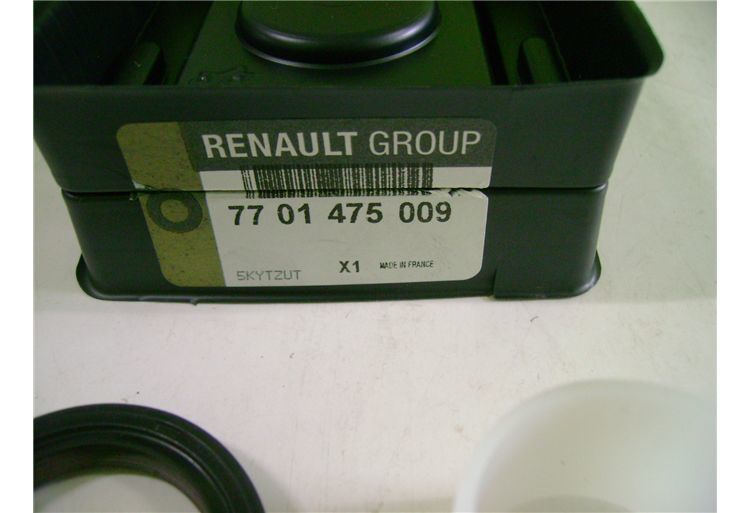 RENAULT GROUP
77 01 475 009
5KYTZUT X1 MADE IN FRANCE